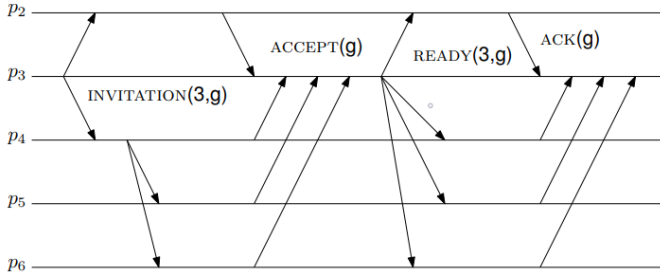 p2
p3
ACCEPT(g)
READY(3,g)
ACK(g)
INVITATION(3,g)
p4
p5
p6